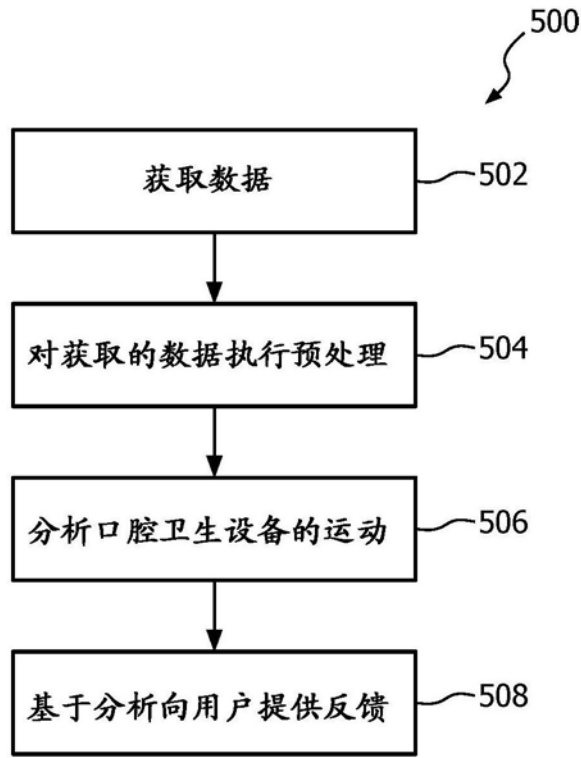 500
获取数据
502
对获取的数据执行预处理
504
分析口腔卫生设备的运动
506
基于分析向用户提供反馈
508